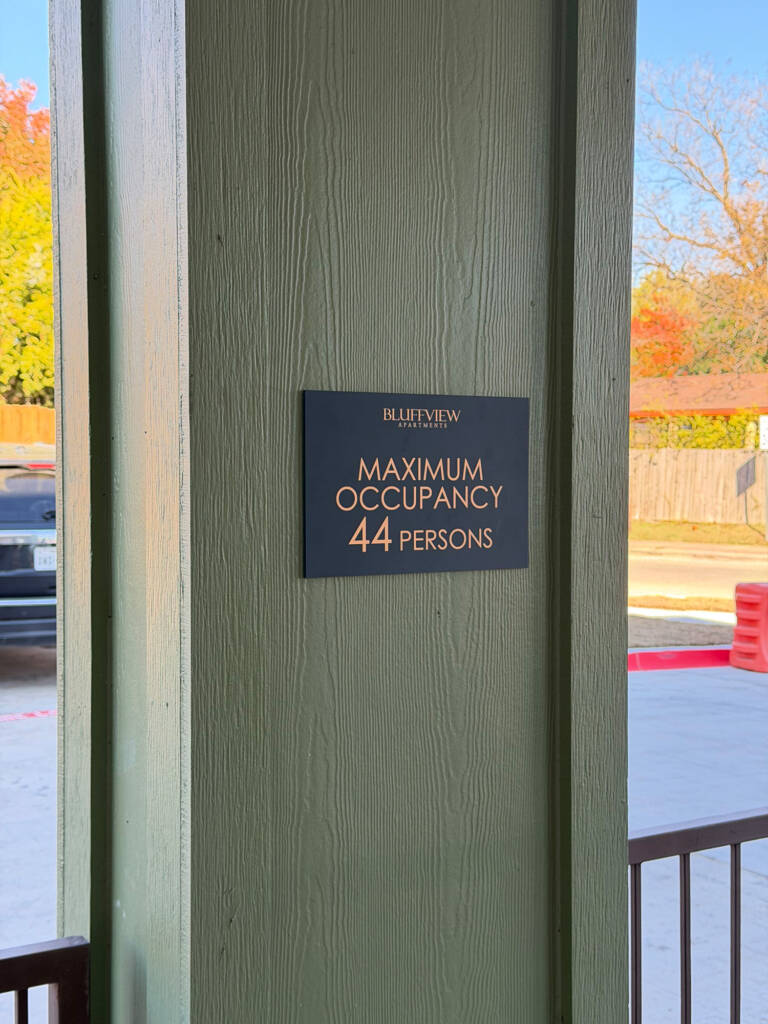 BLUFFVIEW
APARTMENTS
MAXIMUM
OCCUPANCY
44 PERSONS